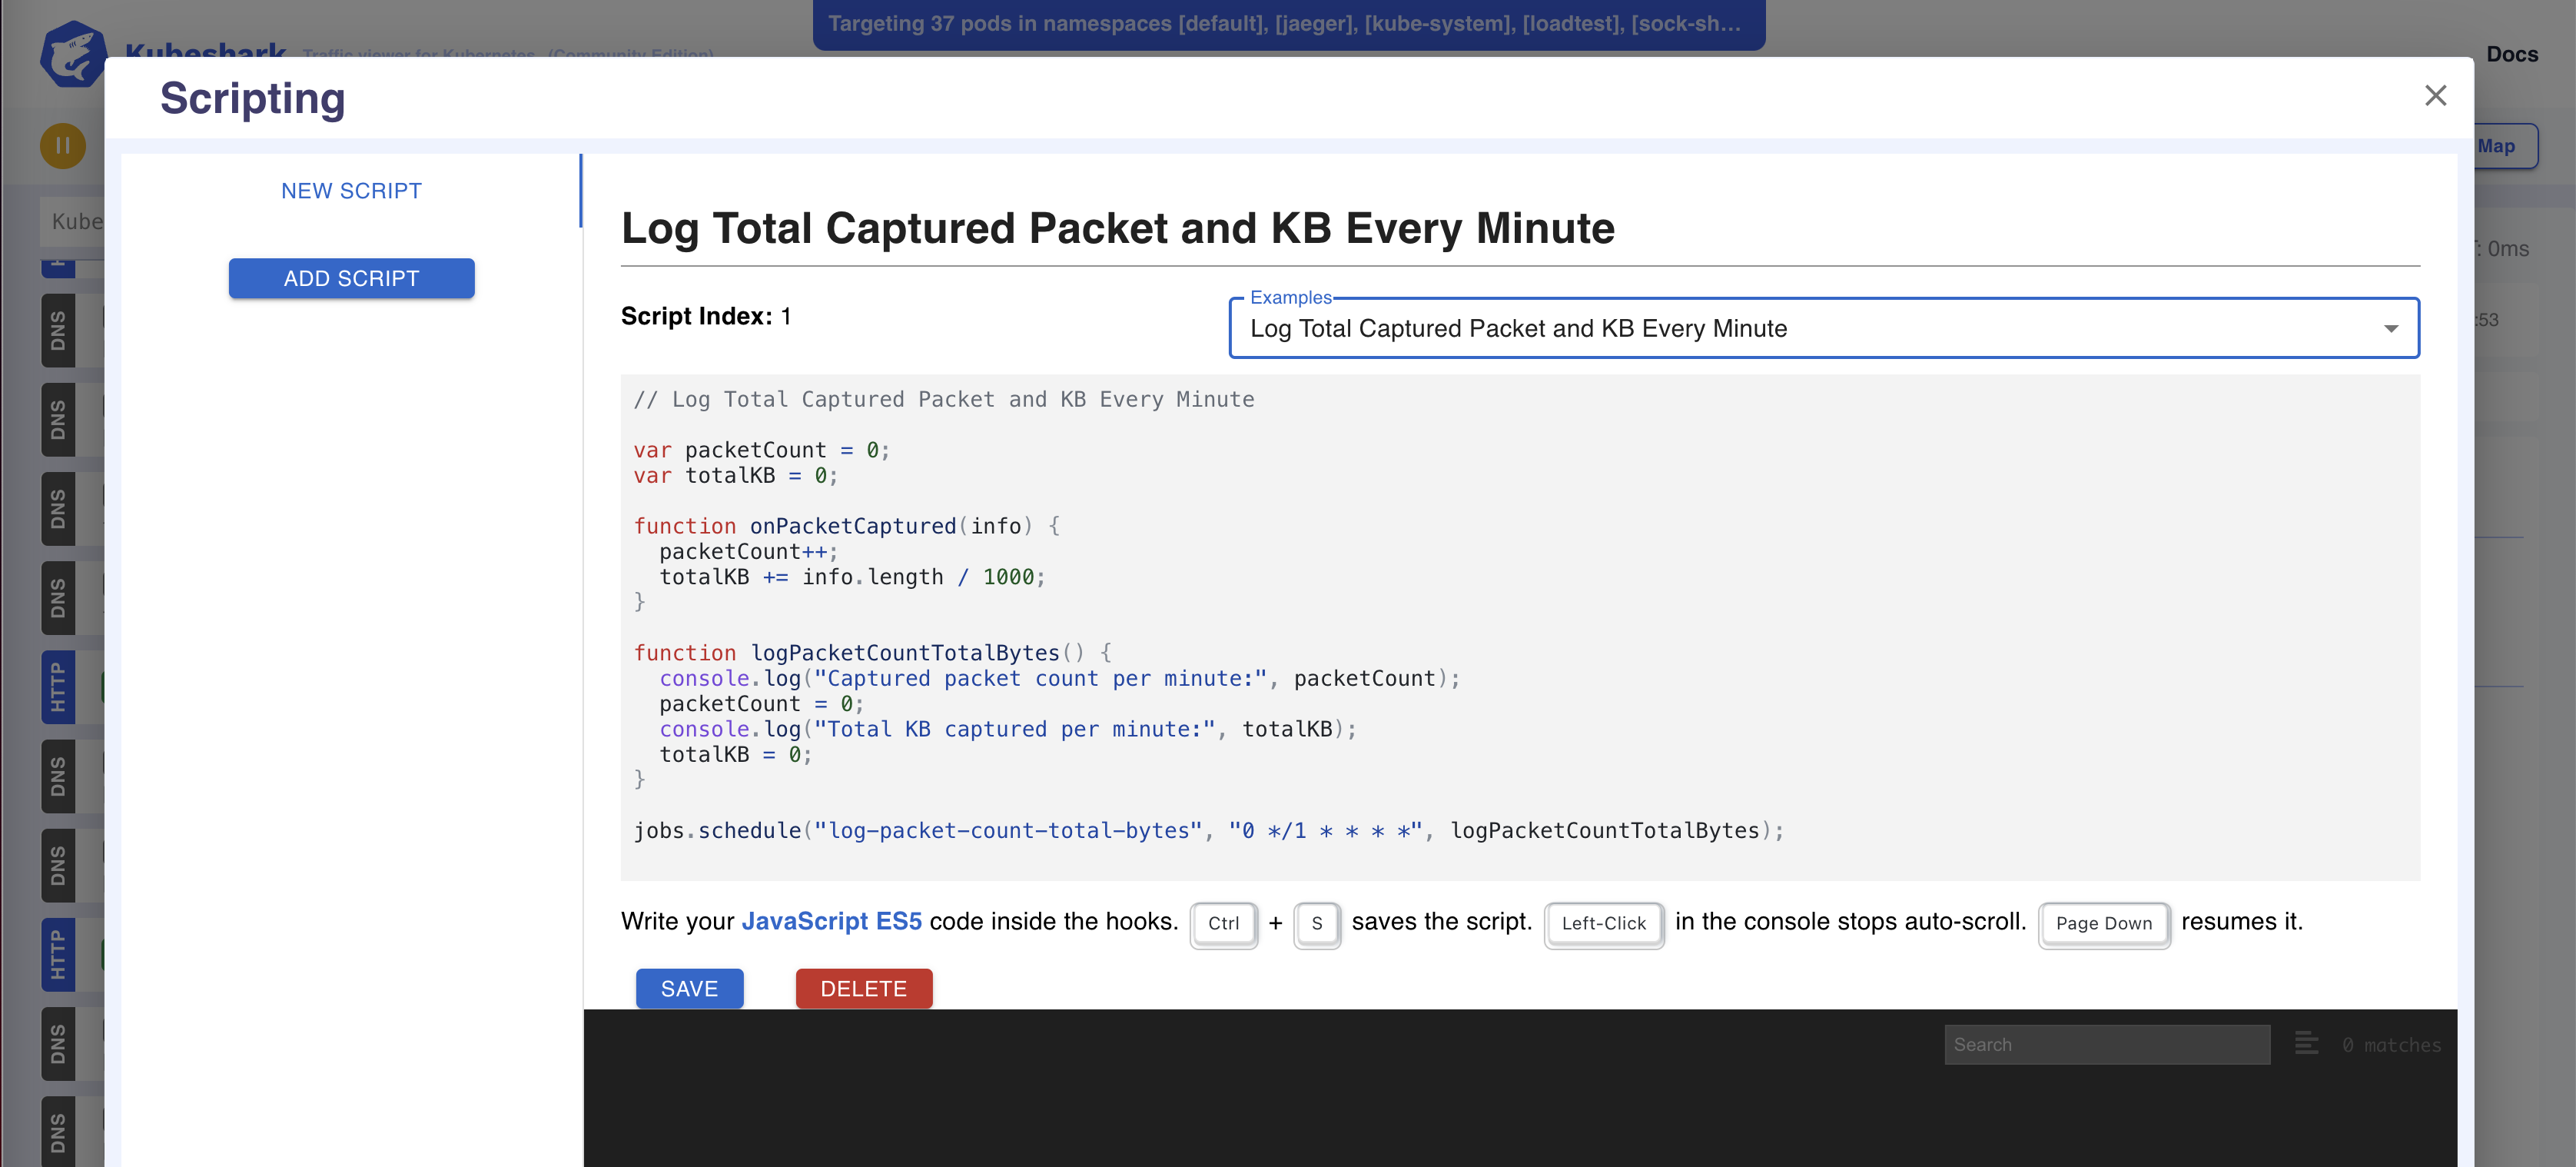 Targeting 37 pods in namespaces [default], [jaeger], [kube-system], [loadtest], [sock-sh...
Kubeshark Traffic viewer for Kubernetes (Community Edition)
Docs
Scripting
Map
NEW SCRIPT
ADD SCRIPT
Kube
: 0ms
:53
DNS
DNS
DNS
DNS
HTTP
DNS
DNS
HTTP
DNS
DNS
Log Total Captured Packet and KB Every Minute
Script Index: 1
Examples
Log Total Captured Packet and KB Every Minute
// Log Total Captured Packet and KB Every Minute
var packetCount = 0;
var totalKB = 0;
function onPacketCaptured(info) {
  packetCount++;
  totalKB += info.length / 1000;
}
function logPacketCountTotalBytes() {
  console.log("Captured packet count per minute:", packetCount);
  packetCount = 0;
  console.log("Total KB captured per minute:", totalKB);
  totalKB = 0;
}
jobs.schedule("log-packet-count-total-bytes", "0 */1 * * * *", logPacketCountTotalBytes);
Write your JavaScript ES5 code inside the hooks. Ctrl + S saves the script. Left-Click in the console stops auto-scroll. Page Down resumes it.
SAVE
DELETE
Search
0 matches